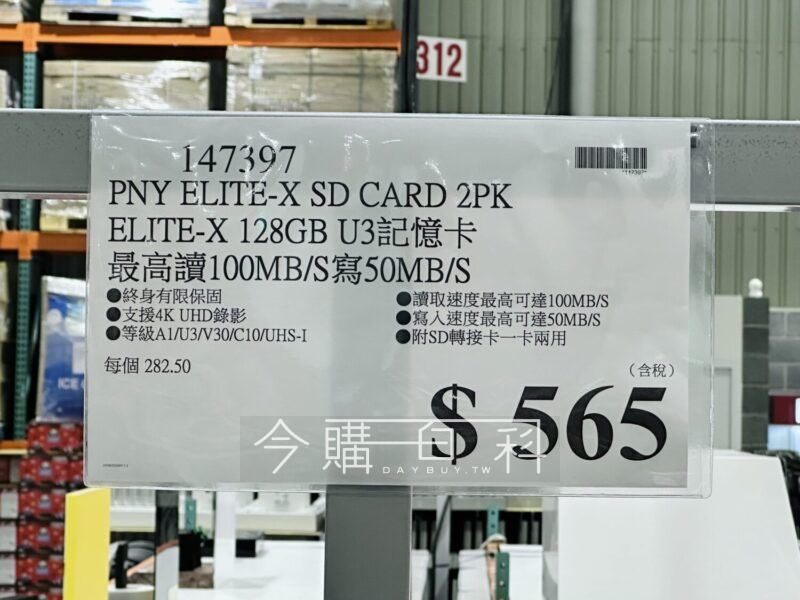 312
147397
PNY ELITE-X SD CARD 2PK
ELITE-X 128GB U3記憶卡
最高讀100MB/S寫50MB/S
●終身有限保固
●支援4K UHD錄影
●等級A1/U3/V30/C10/UHS-I
●讀取速度最高可達100MB/S
●寫入速度最高可達50MB/S
●附SD轉接卡一卡兩用
每個 282.50
(含稅)
$ 565
今購百科
DAYBUY.TW
ICE